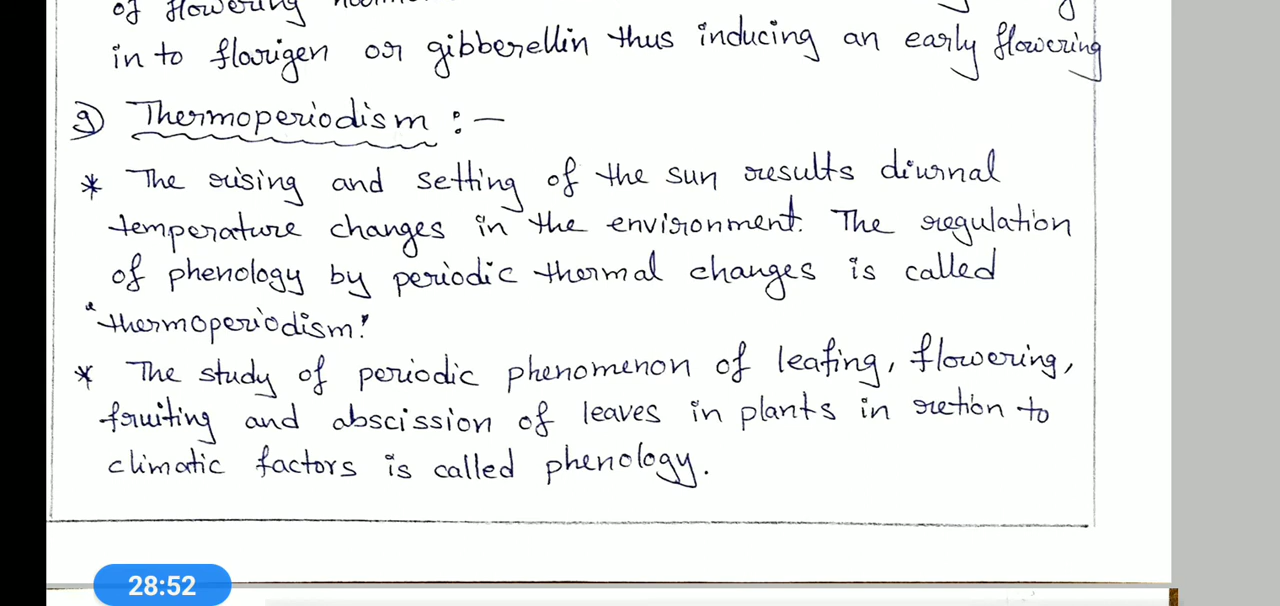 of flowering
in to florigen or gibberellin thus inducing an early flowering
9) Thermoperiodism :-
* The rising and setting of the sun results diurnal
temperature changes in the environment. The regulation
of phenology by periodic thermal changes is called
"thermoperiodism."
* The study of periodic phenomenon of leafing, flowering,
fruiting and abscission of leaves in plants in retion to
climatic factors is called phenology.
28:52